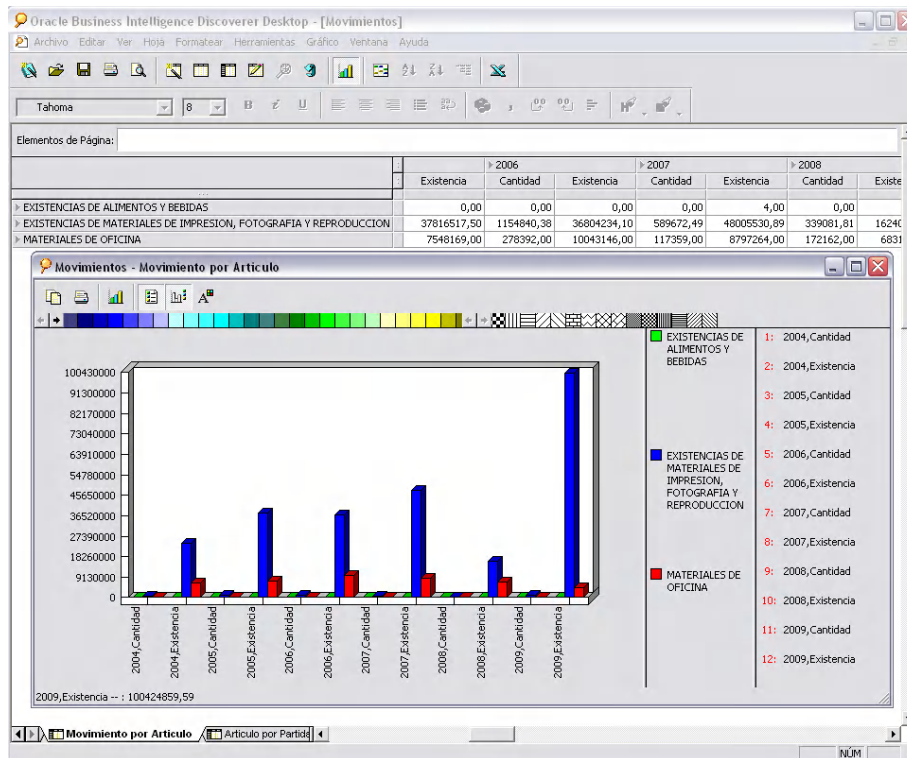 Oracle Business Intelligence Discoverer Desktop - [Movimientos]
Archivo Editar Ver Hoja Formatear Herramientas Gráfico Ventana Ayuda
Tahoma 8 B i U
Elementos de Página:
2006 2007 2008
Existencia Cantidad Existencia Cantidad Existencia Cantidad Existe
EXISTENCIAS DE ALIMENTOS Y BEBIDAS 0,00 0,00 0,00 0,00 4,00 0,00
EXISTENCIAS DE MATERIALES DE IMPRESION, FOTOGRAFIA Y REPRODUCCION 37816517,50 1154840,38 36804234,10 589672,49 48005530,89 339081,81 16240
MATERIALES DE OFICINA 7548169,00 278392,00 10043146,00 117359,00 8797264,00 172162,00 6831
Movimientos - Movimiento por Articulo
100430000
91300000
82170000
73040000
63910000
54780000
45650000
36520000
27390000
18260000
9130000
0
2004,Cantidad
2004,Existencia
2005,Cantidad
2005,Existencia
2006,Cantidad
2006,Existencia
2007,Cantidad
2007,Existencia
2008,Cantidad
2008,Existencia
2009,Cantidad
2009,Existencia
EXISTENCIAS DE
ALIMENTOS Y
BEBIDAS
EXISTENCIAS DE
MATERIALES DE
IMPRESION,
FOTOGRAFIA Y
REPRODUCCION
MATERIALES DE
OFICINA
1: 2004,Cantidad
2: 2004,Existencia
3: 2005,Cantidad
4: 2005,Existencia
5: 2006,Cantidad
6: 2006,Existencia
7: 2007,Cantidad
8: 2007,Existencia
9: 2008,Cantidad
10: 2008,Existencia
11: 2009,Cantidad
12: 2009,Existencia
2009,Existencia -- : 100424859,59
Movimiento por Articulo Articulo por Partida
NÚM